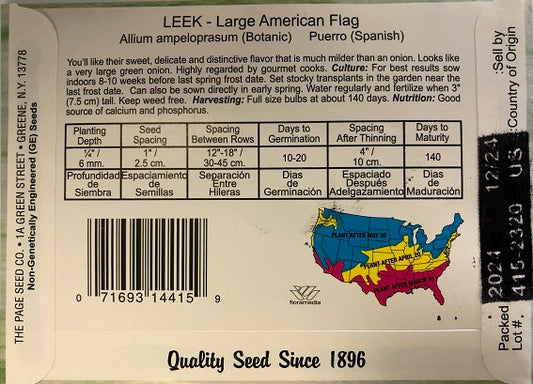 LEEK - Large American Flag
Allium ampeloprasum (Botanic) Puerro (Spanish)
You'll like their sweet, delicate and distinctive flavor that is much milder than an onion. Looks like
a very large green onion. Highly regarded by gourmet cooks. Culture: For best results sow
indoors 8-10 weeks before last spring frost date. Set stocky transplants in the garden near the
last frost date. Can also be sown directly in early spring. Water regularly and fertilize when 3"
(7.5 cm) tall. Keep weed free. Harvesting: Full size bulbs at about 140 days. Nutrition: Good
source of calcium and phosphorus.
Planting Depth Seed Spacing Spacing Between Rows Days to Germination Spacing After Thinning Days to Maturity
¼" / 6 mm. 1" / 2.5 cm. 12"-18" / 30-45 cm. 10-20 4" / 10 cm. 140
Profundidad de Siembra Espaciamiento de Semillas Separación Entre Hileras Dias de Germinación Espaciado Después Adelgazamiento Dias de Maduración
PLANT AFTER MAY 30
PLANT AFTER APRIL 20
PLANT AFTER MARCH 10
floramedia
0 71693 14415 9
Quality Seed Since 1896
THE PAGE SEED CO. • 1A GREEN STREET • GREENE, N.Y. 13778
Non-Genetically Engineered (GE) Seeds
Packed 2024 12/24 :Sell by
Lot #. 415-2320 US :Country of Origin